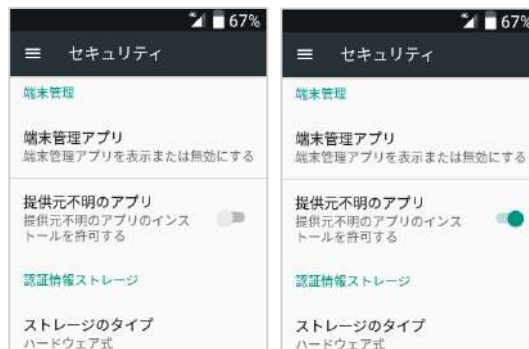 67%
セキュリティ
端末管理
端末管理アプリ
端末管理アプリを表示または無効にする
提供元不明のアプリ
提供元不明のアプリのインス
トールを許可する
認証情報ストレージ
ストレージのタイプ
ハードウェア式
67%
セキュリティ
端末管理
端末管理アプリ
端末管理アプリを表示または無効にする
提供元不明のアプリ
提供元不明のアプリのインス
トールを許可する
認証情報ストレージ
ストレージのタイプ
ハードウェア式